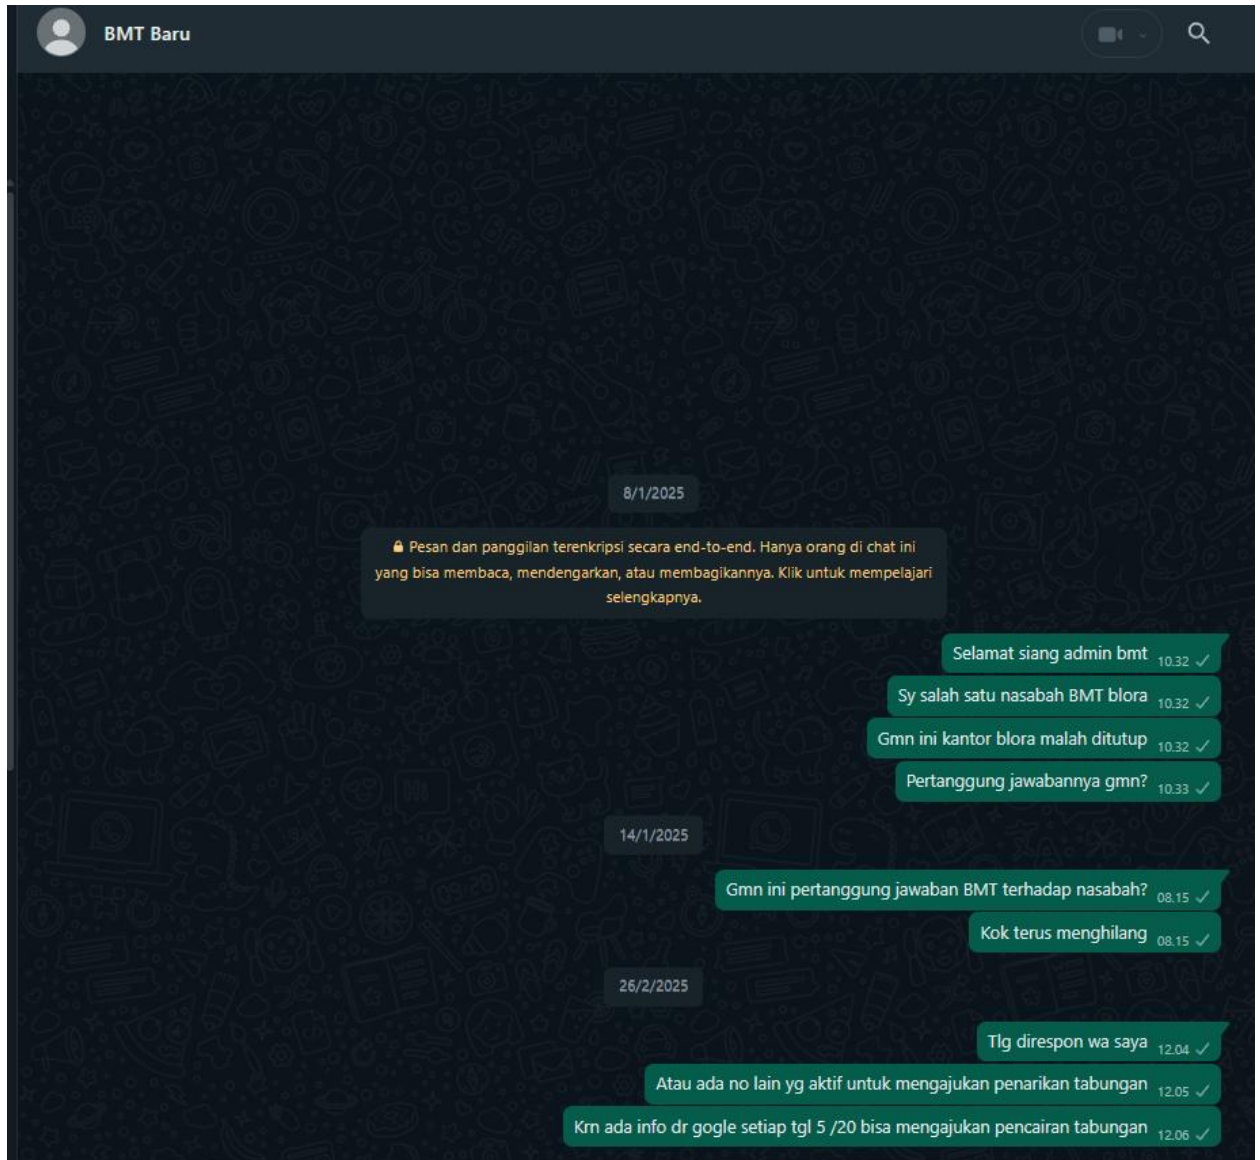 BMT Baru
8/1/2025
Pesan dan panggilan terenkripsi secara end-to-end. Hanya orang di chat ini
yang bisa membaca, mendengarkan, atau membagikannya. Klik untuk mempelajari
selengkapnya.
Selamat siang admin bmt 10.32
Sy salah satu nasabah BMT blora 10.32
Gmn ini kantor blora malah ditutup 10.32
Pertanggung jawabannya gmn? 10.33
14/1/2025
Gmn ini pertanggung jawaban BMT terhadap nasabah? 08.15
Kok terus menghilang 08.15
26/2/2025
Tlg direspon wa saya 12.04
Atau ada no lain yg aktif untuk mengajukan penarikan tabungan 12.05
Krn ada info dr gogle setiap tgl 5 /20 bisa mengajukan pencairan tabungan 12.06